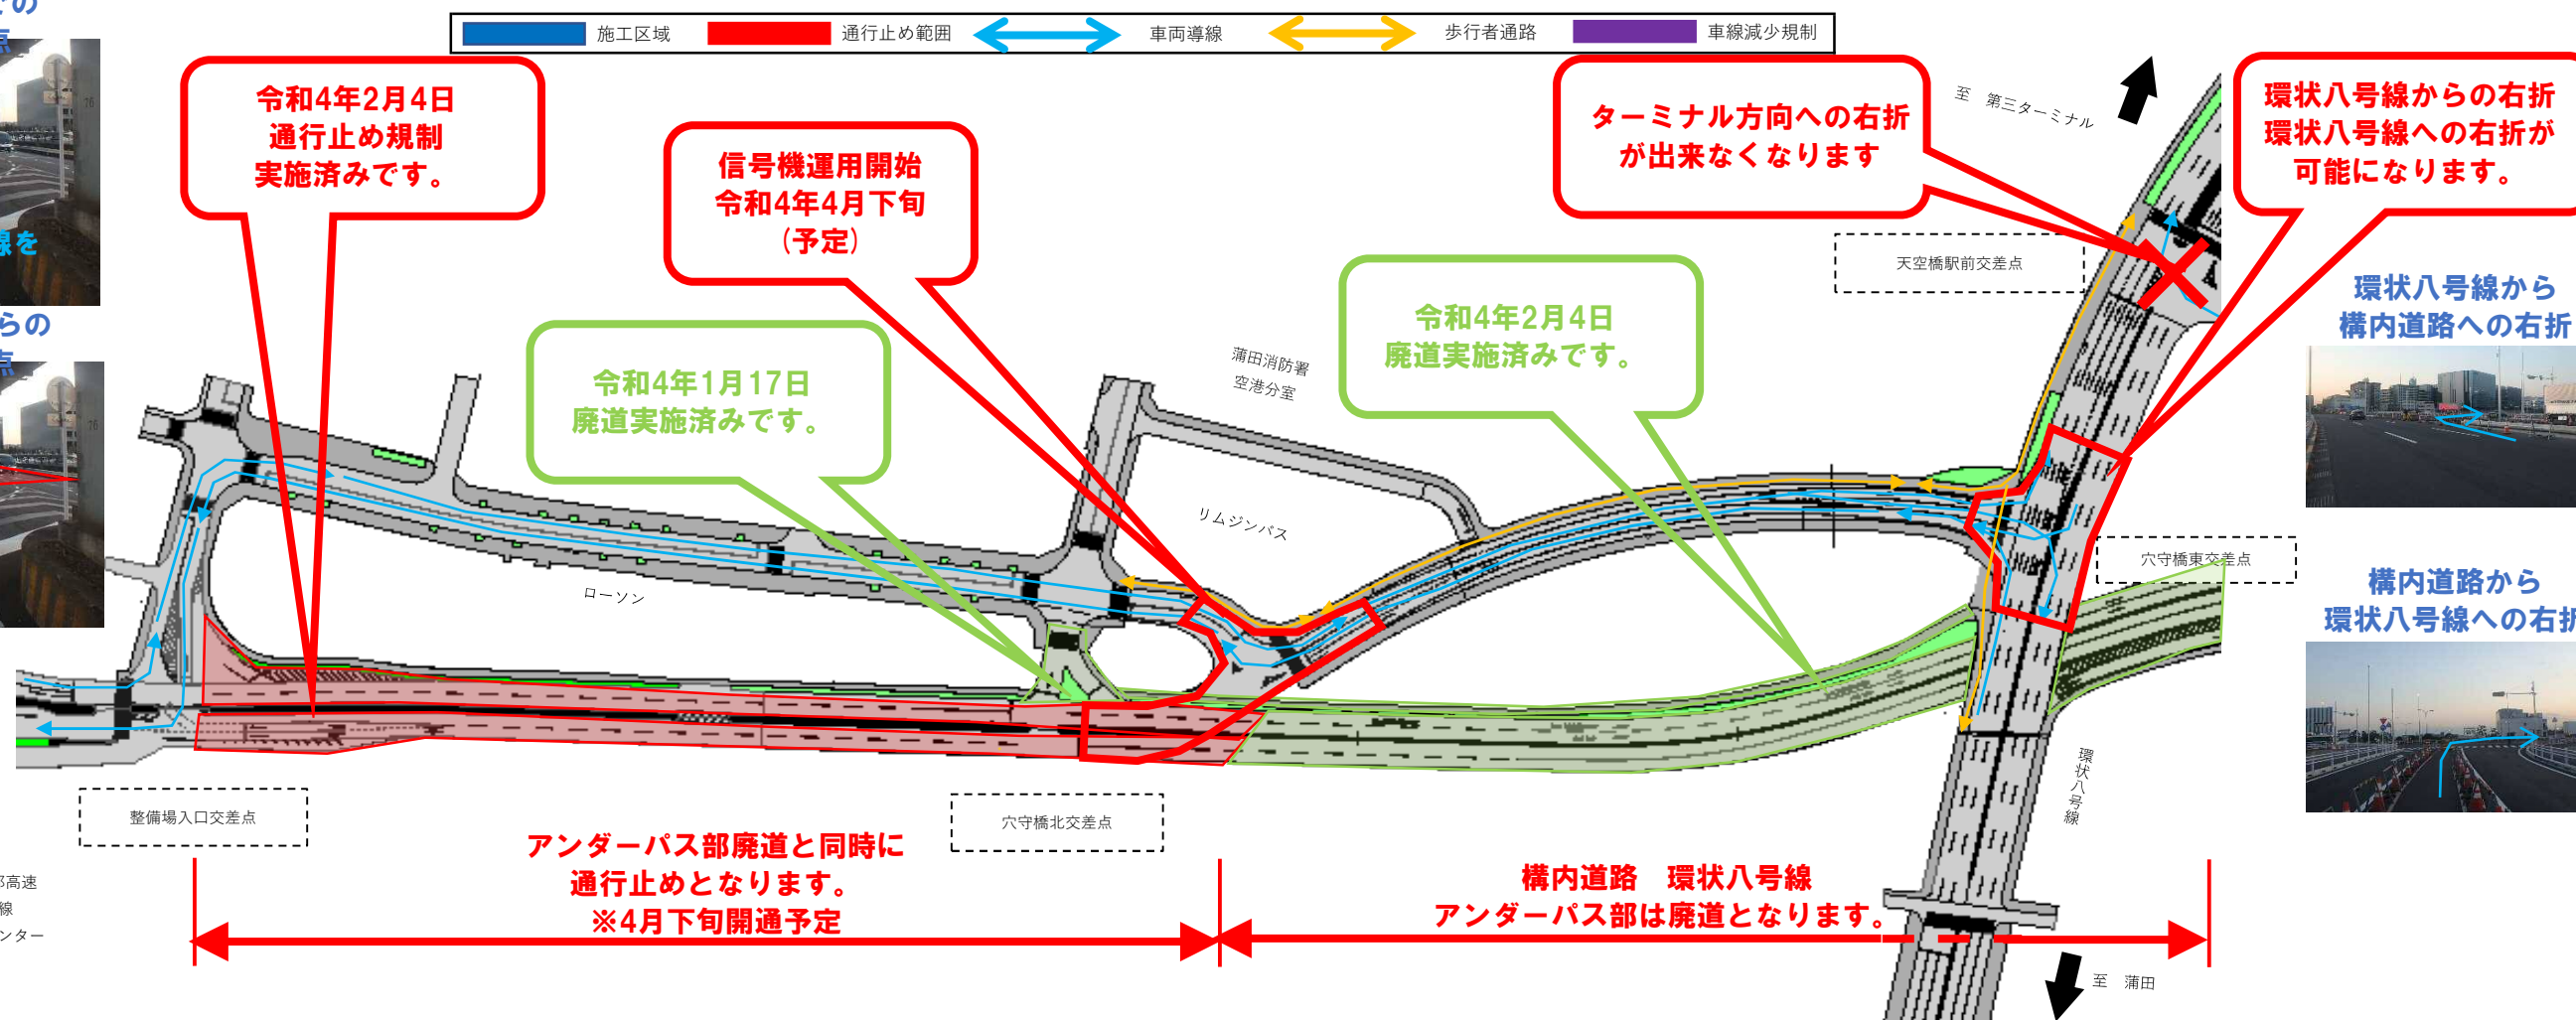 施工区域
通行止め範囲
車両導線
歩行者通路
車線減少規制
令和4年2月4日
通行止め規制
実施済みです。
信号機運用開始
令和4年4月下旬
(予定)
ターミナル方向への右折
が出来なくなります
至　第三ターミナル
環状八号線からの右折
環状八号線への右折が
可能になります。
天空橋駅前交差点
令和4年1月17日
廃道実施済みです。
令和4年2月4日
廃道実施済みです。
蒲田消防署
空港分室
リムジンバス
ローソン
環状八号線から
構内道路への右折
穴守橋東交差点
構内道路から
環状八号線への右折
線を
らの
点
環状八号線
整備場入口交差点
穴守橋北交差点
アンダーパス部廃道と同時に
通行止めとなります。
※4月下旬開通予定
構内道路　環状八号線
アンダーパス部は廃道となります。
高速
線
ンター
至　蒲田